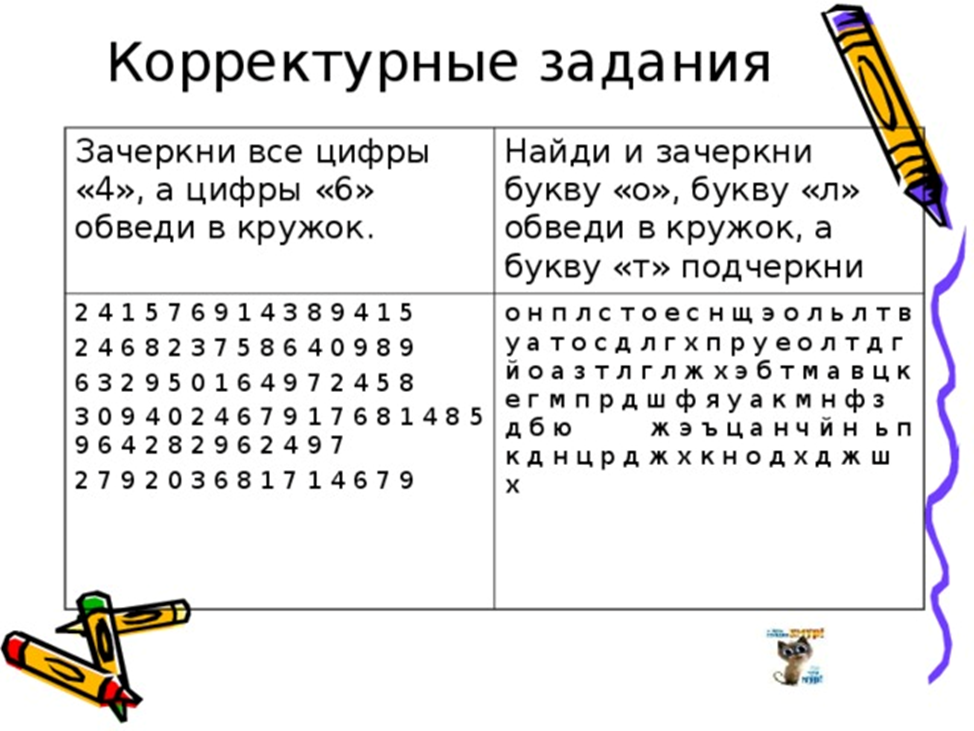 Корректурные задания
Зачеркни все цифры
«4», а цифры «6»
обведи в кружок.
Найди и зачеркни
букву «о», букву «л»
обведи в кружок, а
букву «т» подчеркни
2 4 1 5 7 6 9 1 4 3 8 9 4 1 5
2 4 6 8 2 3 7 5 8 6 4 0 9 8 9
6 3 2 9 5 0 1 6 4 9 7 2 4 5 8
3 0 9 4 0 2 4 6 7 9 1 7 6 8 1 4 8 5
9 6 4 2 8 2 9 6 2 4 9 7
2 7 9 2 0 3 6 8 1 7 1 4 6 7 9
о н п л с т о е с н щ э о л ь л т в
у а т о с д л г х п р у е о л т д г
й о а з т л г л ж х э б т м а в ц к
е г м п р д ш ф я у а к м н ф з
д б ю ж э ъ ц а н ч й н ь п
к д н ц р д ж х к н о д х д ж ш
х